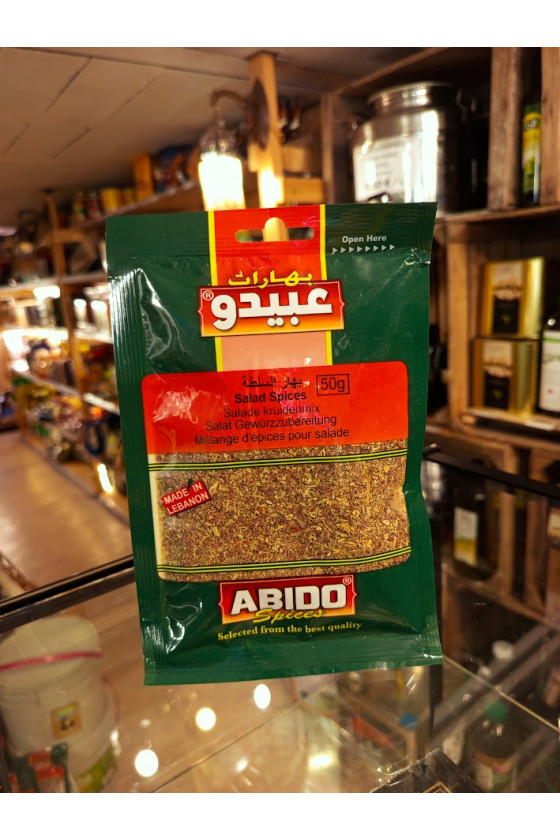 Open Here
بهارات
عبيدو®
بهار السلطة 50g
Salad Spices
Salade kruidenmix
Salat Gewürzzubereitung
Mélange d'épices pour salade
MADE IN
LEBANON
ABIDO®
Spices
Selected from the best quality